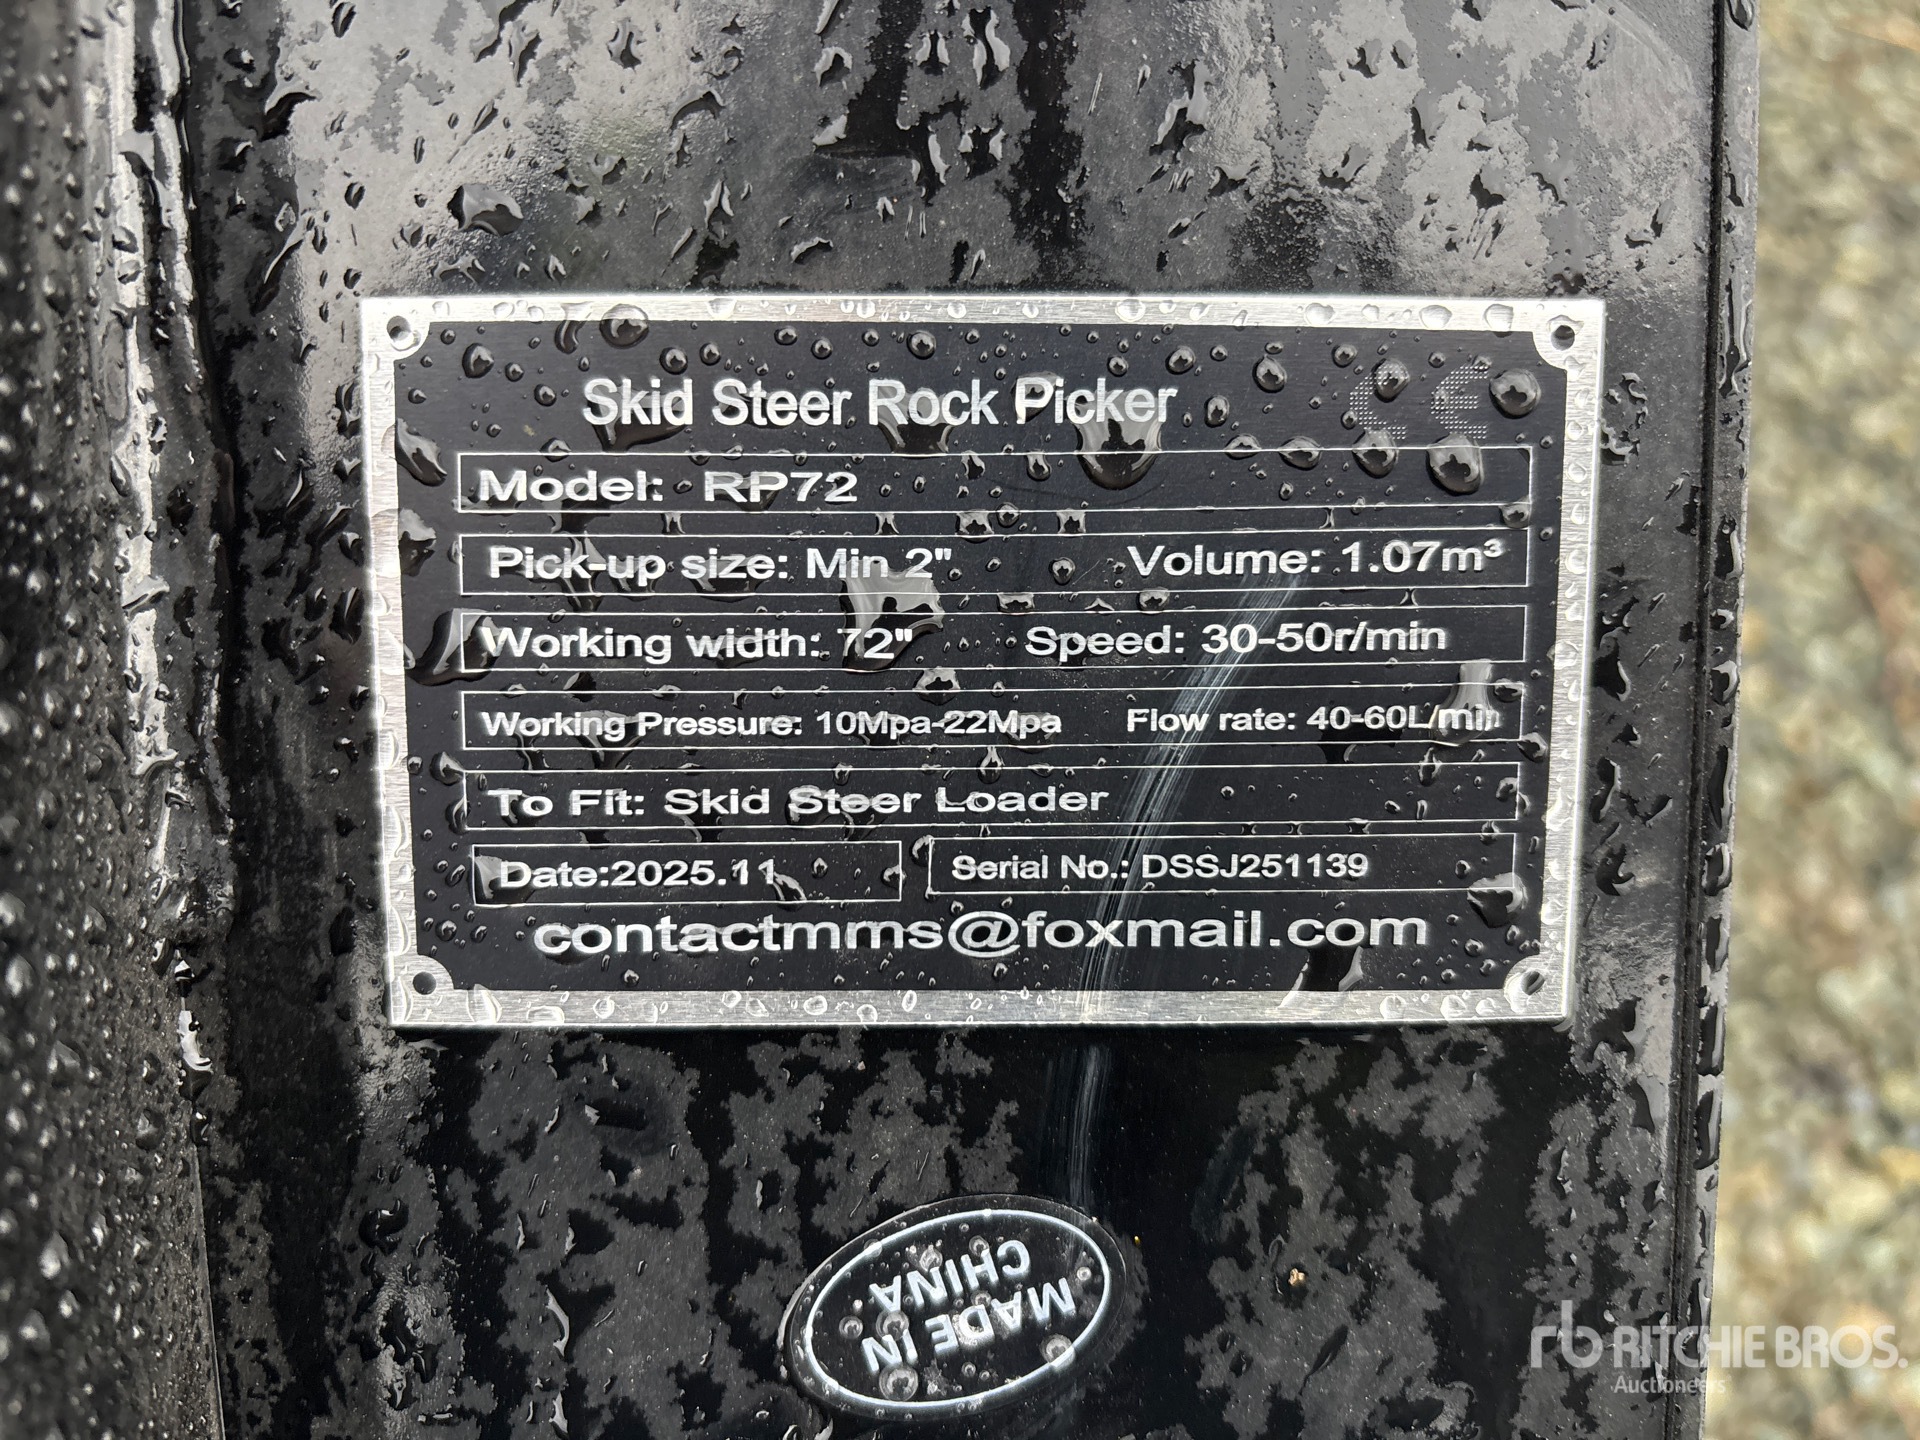 Skid Steer Rock Picker CE
Model: RP72
Pick-up size: Min 2" Volume: 1.07m³
Working width: 72" Speed: 30-50r/min
Working Pressure: 10Mpa-22Mpa Flow rate: 40-60L/min
To Fit: Skid Steer Loader
Date:2025.11 Serial No.: DSSJ251139
contactmms@foxmail.com
MADE IN
CHINA
rb RITCHIE BROS.
Auctioneers